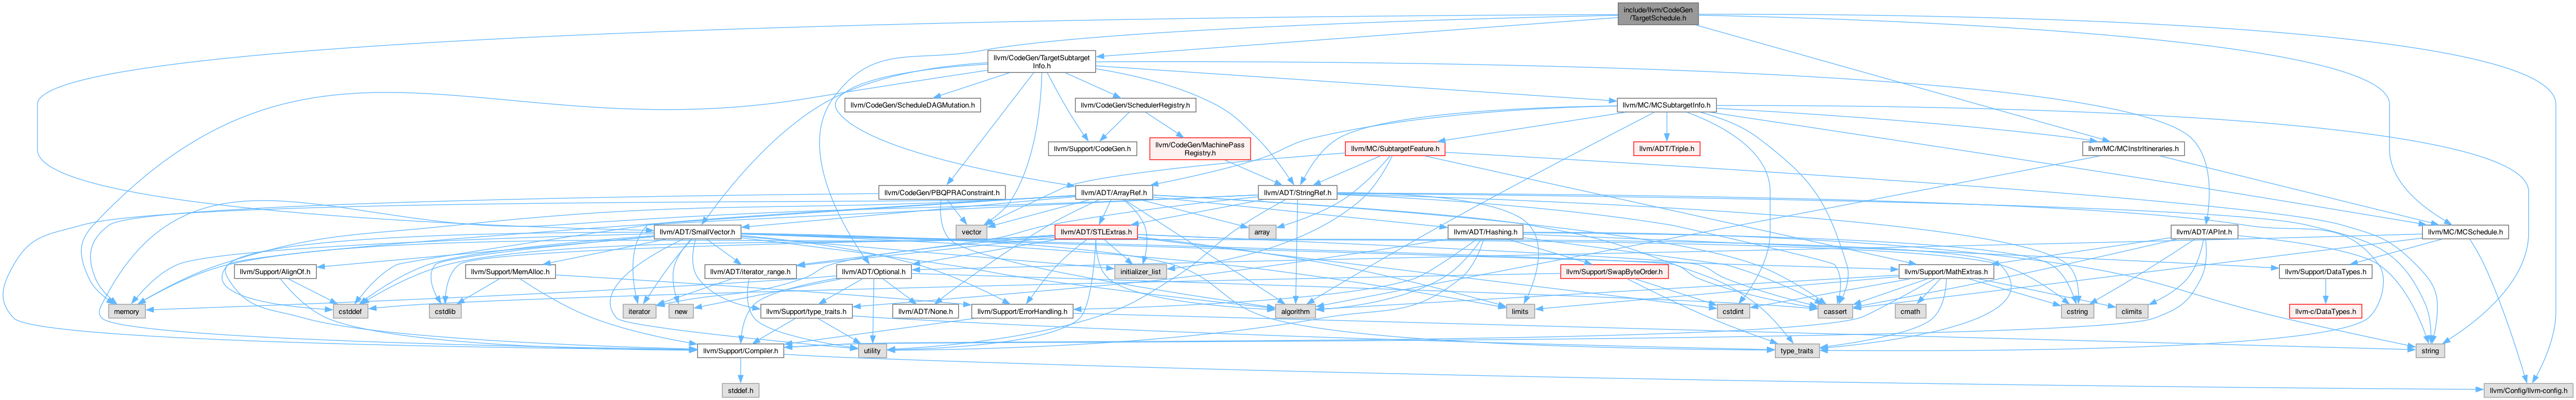 include/llvm/CodeGen
/TargetSchedule.h
llvm/CodeGen/TargetSubtarget
Info.h
llvm/CodeGen/ScheduleDAGMutation.h
llvm/CodeGen/SchedulerRegistry.h
llvm/MC/MCSubtargetInfo.h
llvm/Support/CodeGen.h
llvm/CodeGen/MachinePass
Registry.h
llvm/MC/SubtargetFeature.h
llvm/ADT/Triple.h
llvm/MC/MCInstrItineraries.h
llvm/CodeGen/PBQPRAConstraint.h
llvm/ADT/ArrayRef.h
llvm/ADT/StringRef.h
llvm/ADT/SmallVector.h
vector
llvm/ADT/STLExtras.h
array
llvm/ADT/Hashing.h
llvm/ADT/APInt.h
llvm/MC/MCSchedule.h
llvm/Support/AlignOf.h
llvm/Support/MemAlloc.h
llvm/ADT/iterator_range.h
llvm/ADT/Optional.h
initializer_list
llvm/Support/SwapByteOrder.h
llvm/Support/MathExtras.h
llvm/Support/DataTypes.h
memory
cstddef
cstdlib
iterator
new
llvm/Support/type_traits.h
llvm/ADT/None.h
llvm/Support/ErrorHandling.h
algorithm
limits
cstdint
cassert
cmath
cstring
climits
llvm-c/DataTypes.h
llvm/Support/Compiler.h
utility
type_traits
string
stddef.h
llvm/Config/llvm-config.h